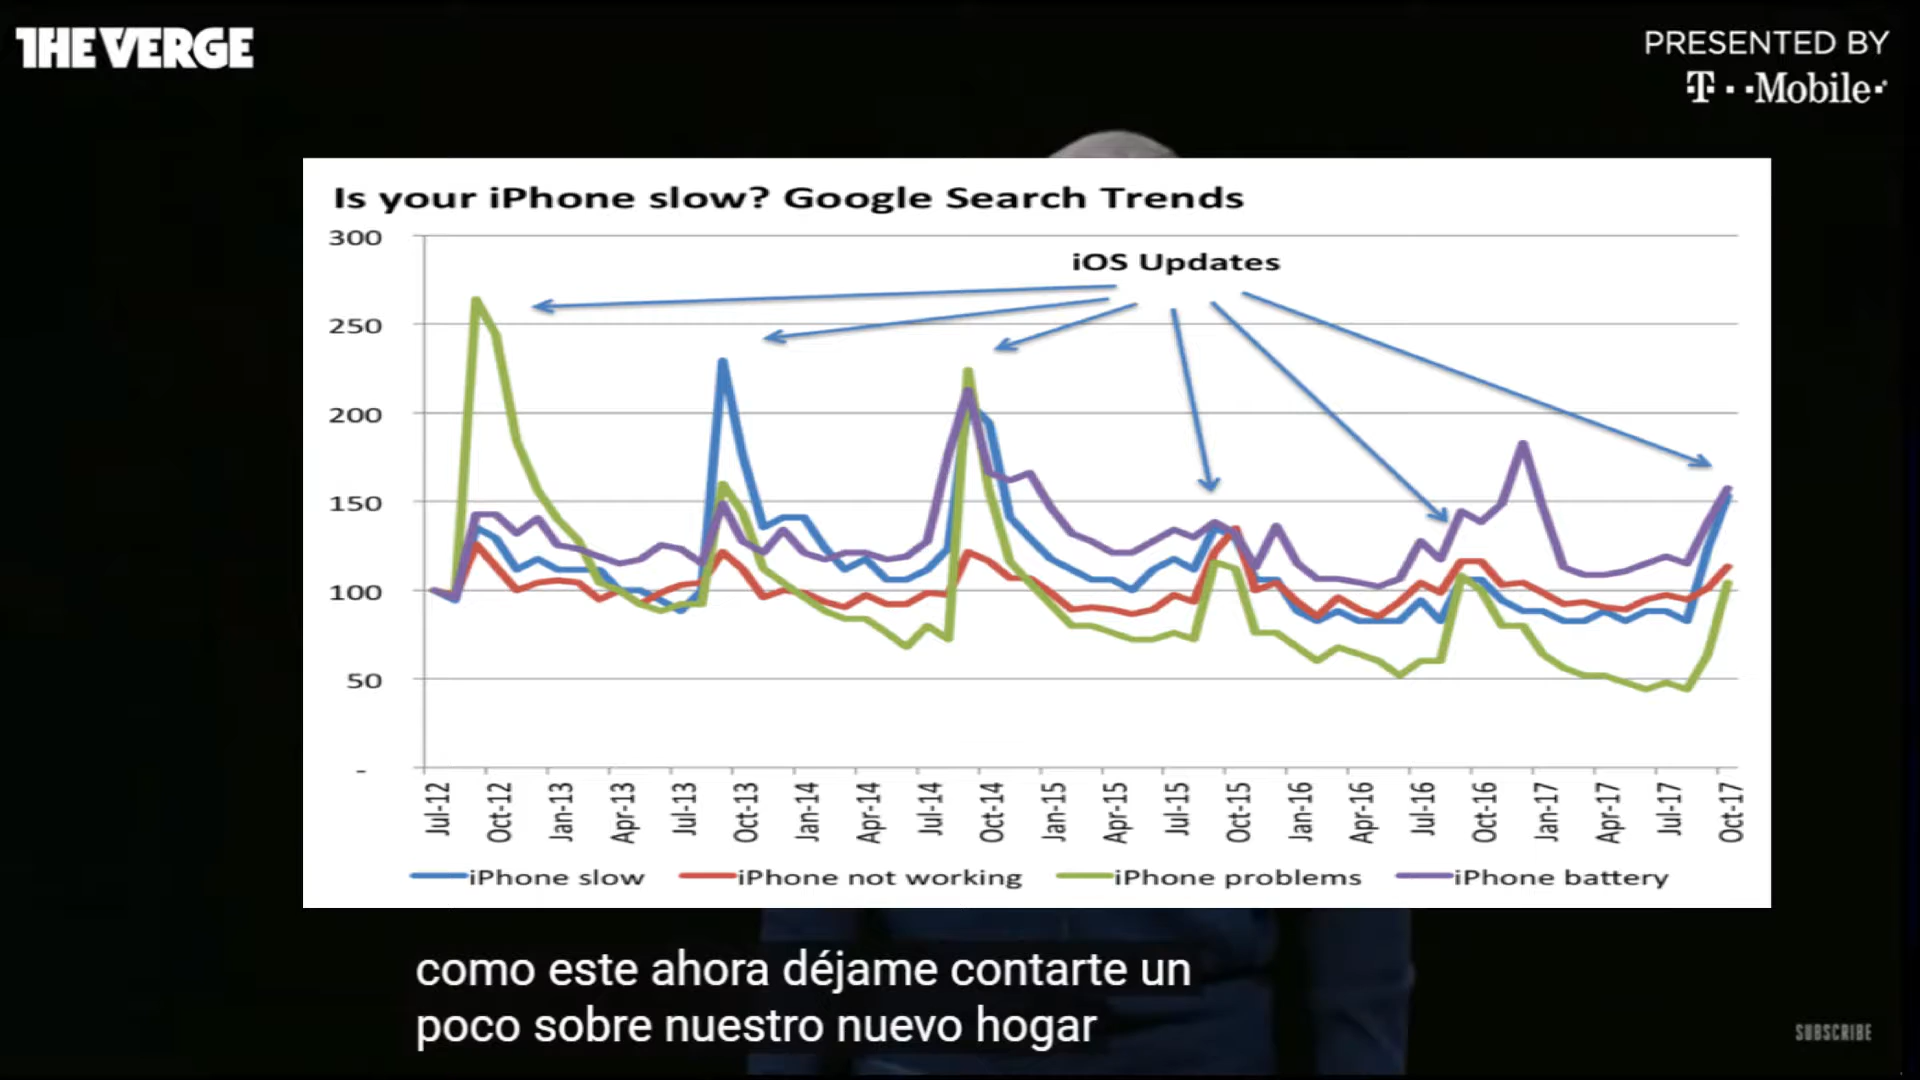 THE VERGE
PRESENTED BY
T··Mobile·
Is your iPhone slow? Google Search Trends
iOS Updates
300
250
200
150
100
50
-
Jul-12 Oct-12 Jan-13 Apr-13 Jul-13 Oct-13 Jan-14 Apr-14 Jul-14 Oct-14 Jan-15 Apr-15 Jul-15 Oct-15 Jan-16 Apr-16 Jul-16 Oct-16 Jan-17 Apr-17 Jul-17 Oct-17
iPhone slow iPhone not working iPhone problems iPhone battery
como este ahora déjame contarte un
poco sobre nuestro nuevo hogar
SUBSCRIBE